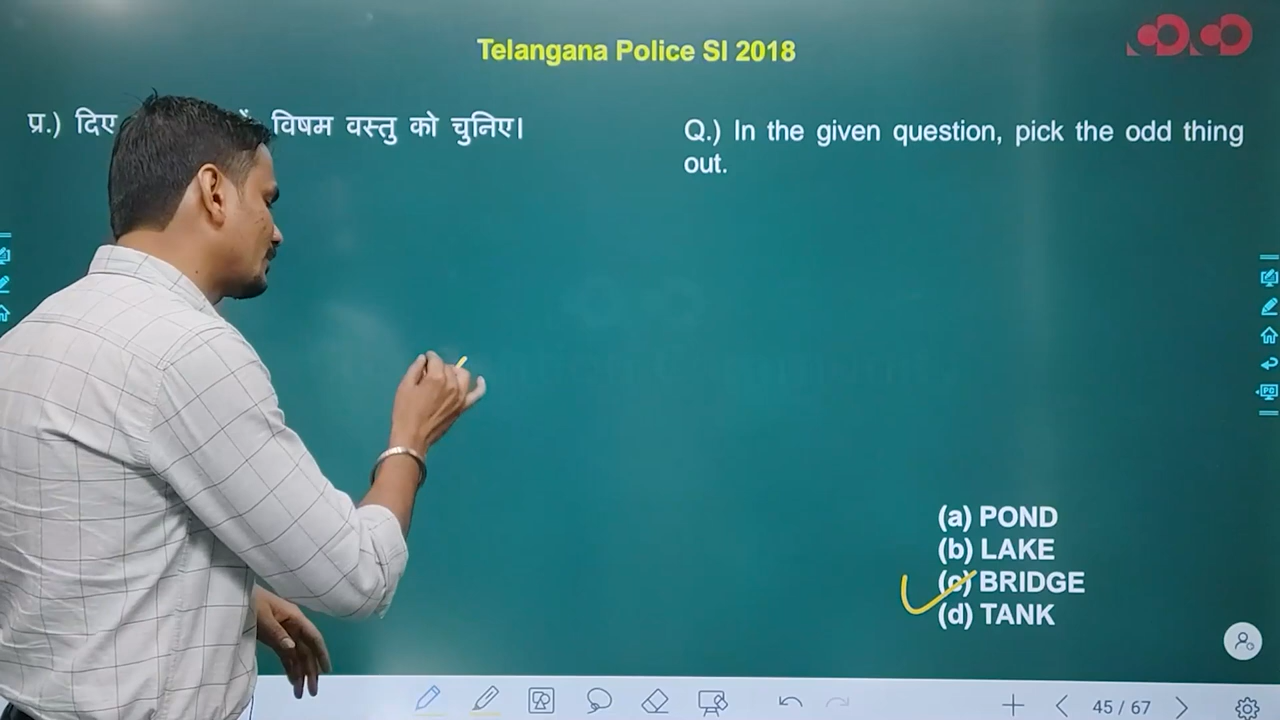 Telangana Police SI 2018
प्र.) दिए में विषम वस्तु को चुनिए।
Q.) In the given question, pick the odd thing
out.
(a) POND
(b) LAKE
(c) BRIDGE
(d) TANK
45 / 67